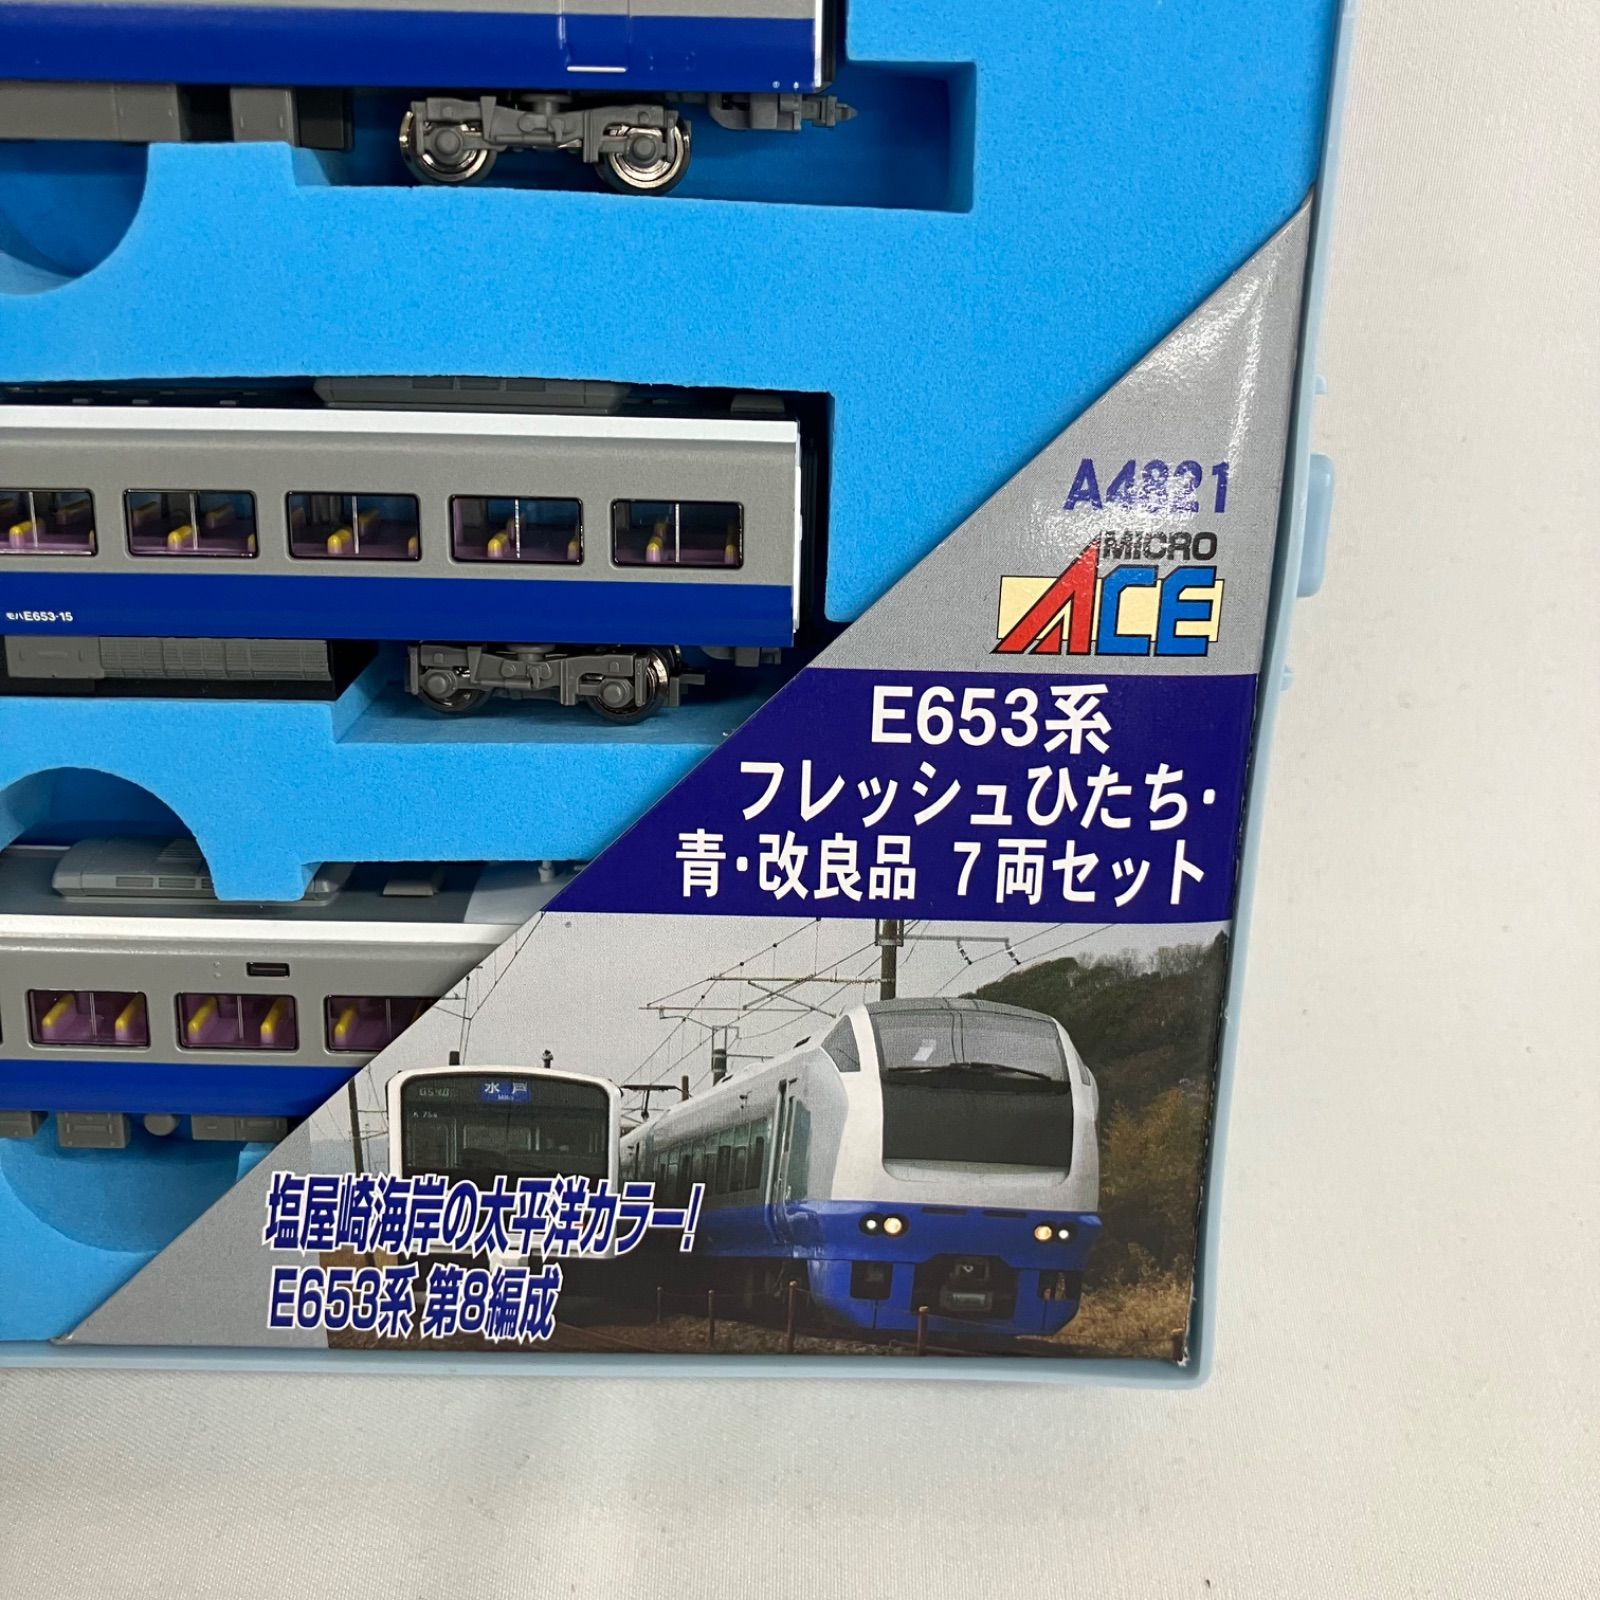 A4821
MICRO
ACE
E653系
フレッシュひたち・
青・改良品 7両セット
モハE653-15
水戸
塩屋崎海岸の太平洋カラー!
E653系 第8編成